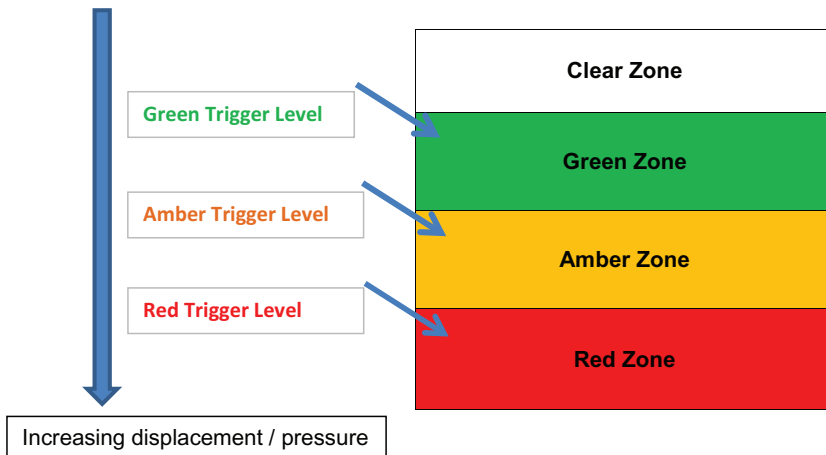 Clear Zone
Green Trigger Level
Green Zone
Amber Trigger Level
Amber Zone
Red Trigger Level
Red Zone
Increasing displacement / pressure